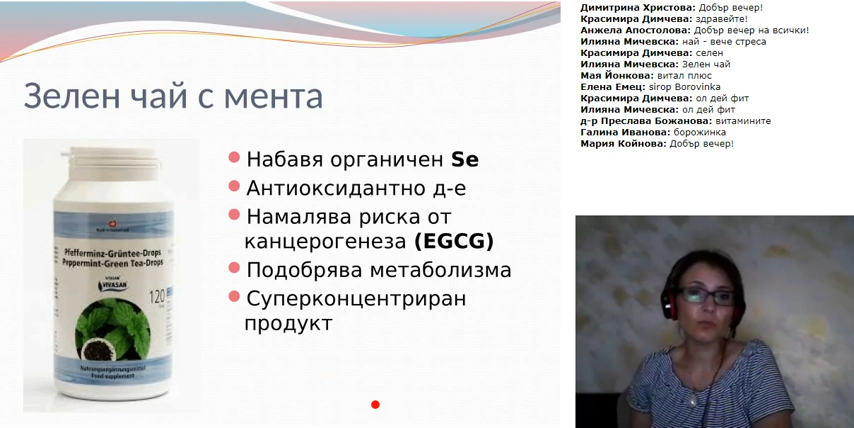 Зелен чай с мента
Набавя органичен Se
Антиоксидантно д-е
Намалява риска от
канцерогенеза (EGCG)
Подобрява метаболизма
Суперконцентриран
продукт
Pfefferminz-Grüntee-Drops
Peppermint-Green Tea-Drops
VIVASAN
120
Nahrungsergänzungsmittel
Food supplement
Димитрина Христова: Добър вечер!
Красимира Димчева: здравейте!
Анжела Апостолова: Добър вечер на всички!
Илияна Мичевска: най - вече стреса
Красимира Димчева: селен
Илияна Мичевска: Зелен чай
Мая Йонкова: витал плюс
Елена Емец: sirop Borovinka
Красимира Димчева: ол дей фит
Илияна Мичевска: ол дей фит
д-р Преслава Божанова: витамините
Галина Иванова: борожинка
Мария Койнова: Добър вечер!